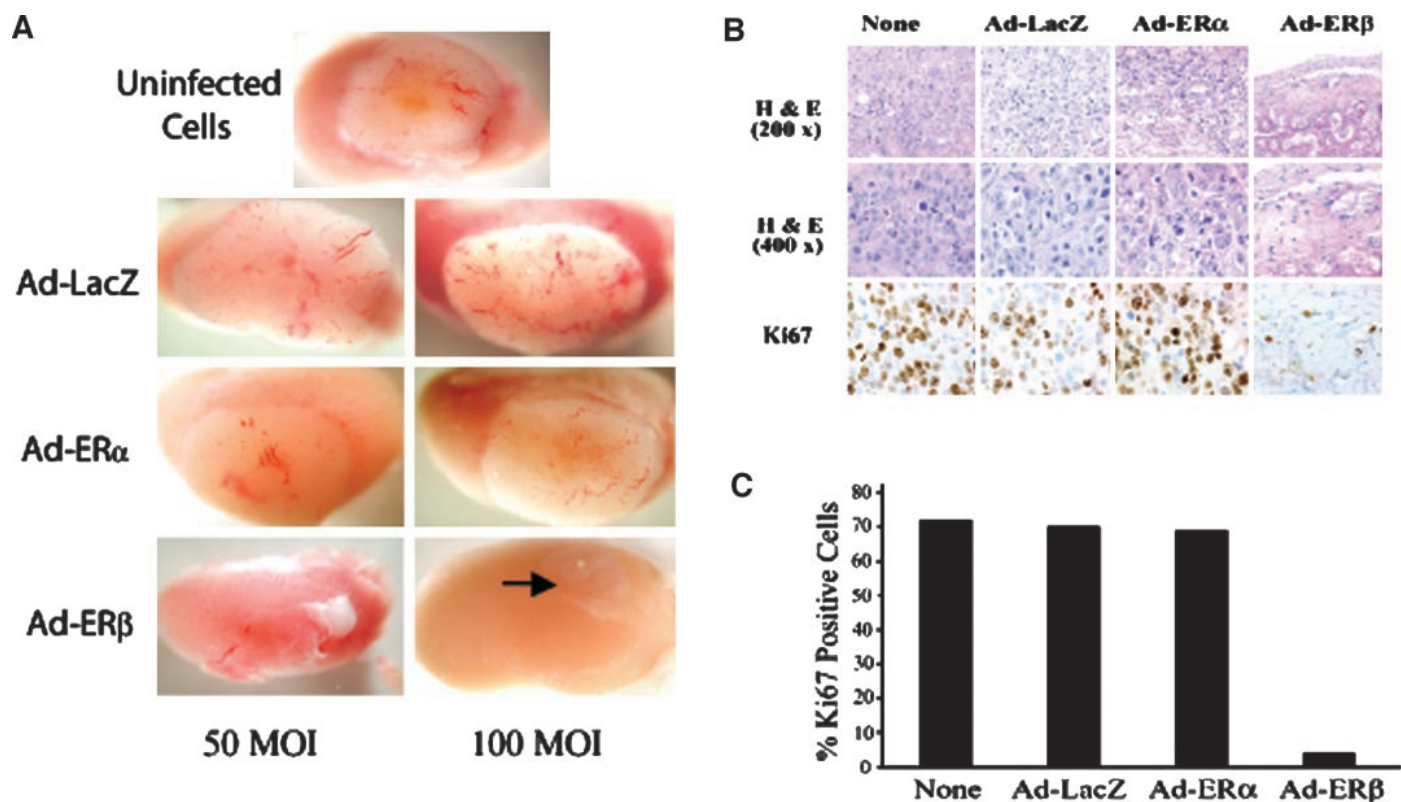 A
Uninfected
Cells
Ad-LacZ
Ad-ERα
Ad-ERβ
50 MOI
100 MOI
B
None
Ad-LacZ
Ad-ERα
Ad-ERβ
H & E
(200 x)
H & E
(400 x)
Ki67
C
% Ki67 Positive Cells
80
70
60
50
40
30
20
10
0
None
Ad-LacZ
Ad-ERα
Ad-ERβ